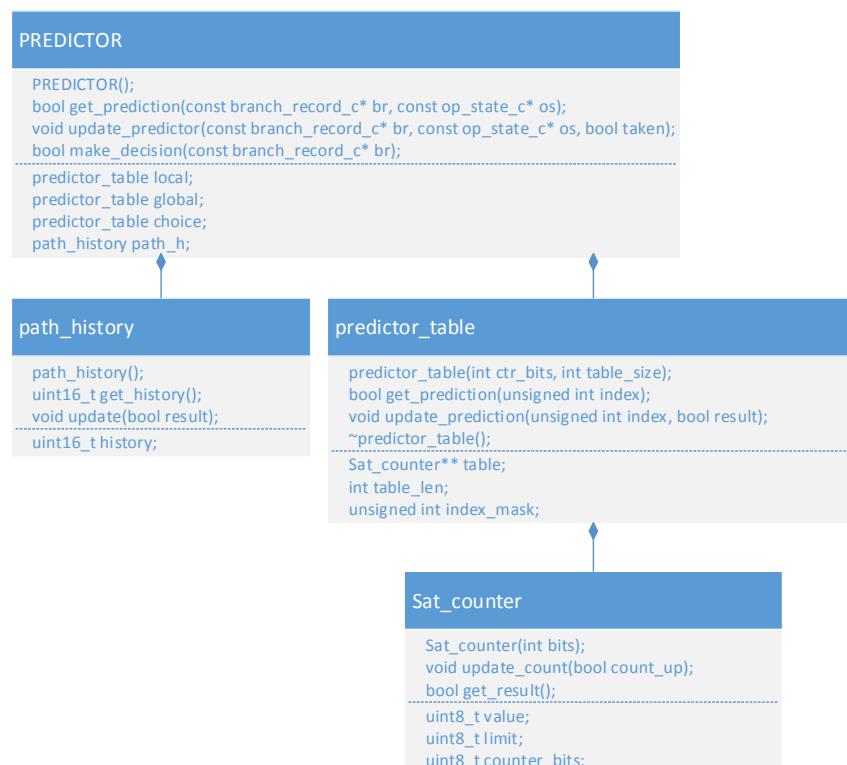 PREDICTOR
PREDICTOR();
bool get_prediction(const branch_record_c* br, const op_state_c* os);
void update_predictor(const branch_record_c* br, const op_state_c* os, bool taken);
bool make_decision(const branch_record_c* br);
predictor_table local;
predictor_table global;
predictor_table choice;
path_history path_h;
path_history
path_history();
uint16_t get_history();
void update(bool result);
uint16_t history;
predictor_table
predictor_table(int ctr_bits, int table_size);
bool get_prediction(unsigned int index);
void update_prediction(unsigned int index, bool result);
~predictor_table();
Sat_counter** table;
int table_len;
unsigned int index_mask;
Sat_counter
Sat_counter(int bits);
void update_count(bool count_up);
bool get_result();
uint8_t value;
uint8_t limit;
uint8_t counter_bits;